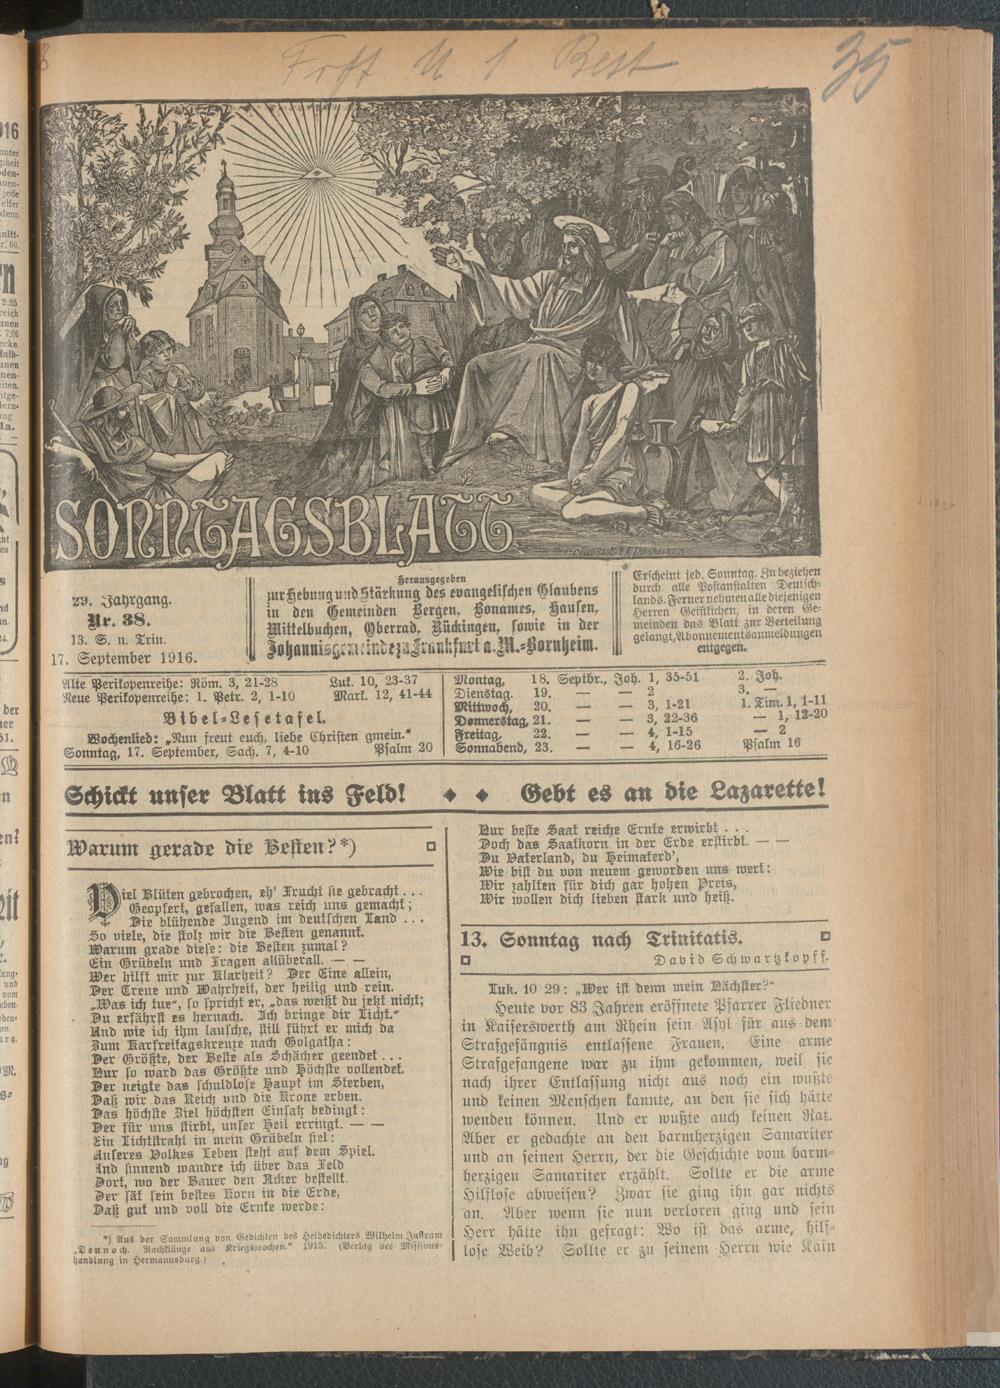 35
SONNTAGSBLATT
29. Jahrgang.
Nr. 38.
13. S. n. Trin.
17. September 1916.
Herausgegeben
zur Hebung und Stärkung des evangelischen Glaubens
in den Gemeinden Bergen, Bonames, Hausen,
Mittelbuchen, Oberrad, Rückingen, sowie in der
Johannisgemeinde zu Frankfurt a. M.-Bornheim.
Erscheint jed. Sonntag. Zu beziehen
durch alle Postanstalten Deutsch-
lands. Ferner nehmen alle diejenigen
Herren Geistlichen, in deren Ge-
meinden das Blatt zur Verteilung
gelangt, Abonnementsanmeldungen
entgegen.
Alte Perikopenreihe: Röm. 3, 21-28 Luk. 10, 23-37
Neue Perikopenreihe: 1. Petr. 2, 1-10 Mark. 12, 41-44
Bibel-Lesetafel.
Wochenlied: „Nun freut euch, liebe Christen gmein.“
Sonntag, 17. September, Sach. 7, 4-10 Psalm 20
Montag, 18. Septbr., Joh. 1, 35-51 2. Joh.
Dienstag, 19. — — 2 3. —
Mittwoch, 20. — — 3, 1-21 1. Tim. 1, 1-11
Donnerstag, 21. — — 3, 22-36 — 1, 12-20
Freitag, 22. — — 4, 1-15 — 2
Sonnabend, 23. — — 4, 16-26 Psalm 16
Schickt unser Blatt ins Feld! ◆ ◆ Gebt es an die Lazarette!
Warum gerade die Besten?*)
Viel Blüten gebrochen, eh' Frucht sie gebracht . . .
Geopfert, gefallen, was reich uns gemacht;
Die blühende Jugend im deutschen Land . . .
So viele, die stolz wir die Besten genannt.
Warum grade diese: die Besten zumal?
Ein Grübeln und Fragen allüberall. — —
Wer hilft mir zur Klarheit? Der Eine allein,
Der Treue und Wahrheit, der heilig und rein.
„Was ich tue“, so spricht er, „das weißt du jetzt nicht;
Du erfährst es hernach. Ich bringe dir Licht.“
Und wie ich ihm lausche, still führt er mich da
Zum Karfreitagskreuze nach Golgatha:
Der Größte, der Beste als Schächer geendet . . .
Nur so ward das Größte und Höchste vollendet.
Der neigte das schuldlose Haupt im Sterben,
Daß wir das Reich und die Krone erben.
Das höchste Ziel höchsten Einsatz bedingt:
Der für uns stirbt, unser Heil erringt. — —
Ein Lichtstrahl in mein Grübeln fiel:
Unseres Volkes Leben steht auf dem Spiel.
Und sinnend wandre ich über das Feld
Dort, wo der Bauer den Acker bestellt.
Der sät sein bestes Korn in die Erde,
Daß gut und voll die Ernte werde:
*) Aus der Sammlung von Gedichten des Heidedichters Wilhelm Jastram
„Dennoch. Nachklänge aus Kriegswochen.“ 1915. (Verlag der Missions-
handlung in Hermannsburg.)
Nur beste Saat reiche Ernte erwirbt . . .
Doch das Saatkorn in der Erde erstirbt. — —
Du Vaterland, du Heimaterd',
Wie bist du von neuem geworden uns wert:
Wir zahlten für dich gar hohen Preis,
Wir wollen dich lieben stark und heiß.
13. Sonntag nach Trinitatis.
David Schwartzkopff.
Luk. 10 29: „Wer ist denn mein Nächster?“
Heute vor 83 Jahren eröffnete Pfarrer Fliedner
in Kaiserswerth am Rhein sein Asyl für aus dem
Strafgefängnis entlassene Frauen. Eine arme
Strafgefangene war zu ihm gekommen, weil sie
nach ihrer Entlassung nicht aus noch ein wußte
und keinen Menschen kannte, an den sie sich hätte
wenden können. Und er wußte auch keinen Rat.
Aber er gedachte an den barmherzigen Samariter
und an seinen Herrn, der die Geschichte vom barm-
herzigen Samariter erzählt. Sollte er die arme
Hilflose abweisen? Zwar sie ging ihn gar nichts
an. Aber wenn sie nun verloren ging und sein
Herr hätte ihn gefragt: Wo ist das arme, hilf-
lose Weib? Sollte er zu seinem Herrn wie Kain